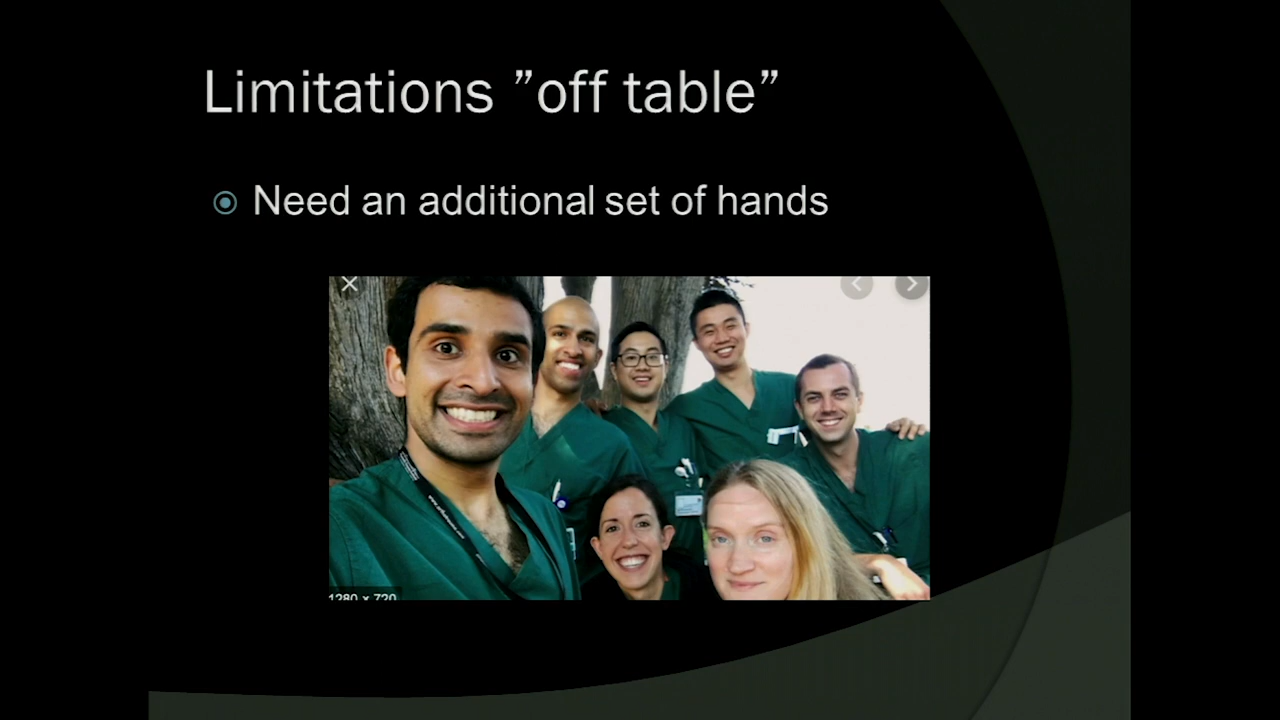 Limitations ”off table”
Need an additional set of hands
1280 × 720